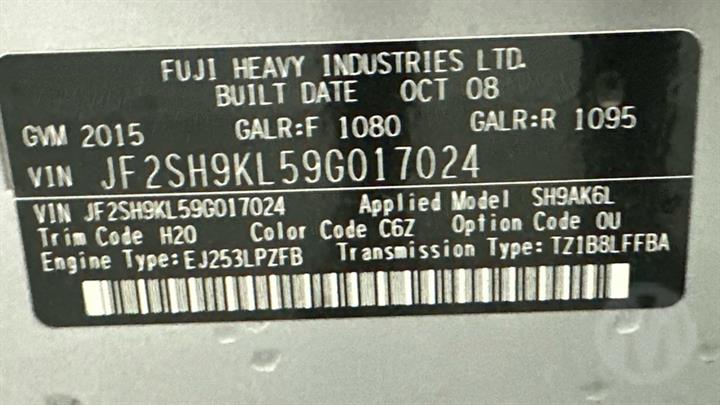 FUJI HEAVY INDUSTRIES LTD.
BUILT DATE OCT 08
GVM 2015 GALR:F 1080 GALR:R 1095
VIN JF2SH9KL59G017024
VIN JF2SH9KL59G017024 Applied Model SH9AK6L
Trim Code H20 Color Code C6Z Option Code OU
Engine Type:EJ253LPZFB Transmission Type:TZ1B8LFFBA